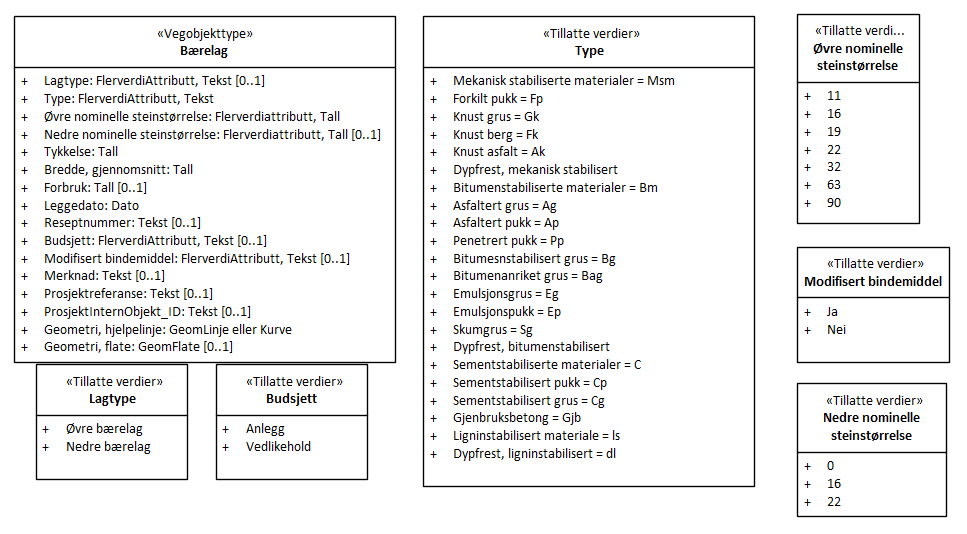 «Vegobjekttype»
Bærelag
+ Lagtype: FlerverdiAttributt, Tekst [0..1]
+ Type: FlerverdiAttributt, Tekst
+ Øvre nominelle steinstørrelse: Flerverdiattributt, Tall
+ Nedre nominelle steinstørrelse: Flerverdiattributt, Tall [0..1]
+ Tykkelse: Tall
+ Bredde, gjennomsnitt: Tall
+ Forbruk: Tall [0..1]
+ Leggedato: Dato
+ Reseptnummer: Tekst [0..1]
+ Budsjett: FlerverdiAttributt, Tekst [0..1]
+ Modifisert bindemiddel: FlerverdiAttributt, Tekst [0..1]
+ Merknad: Tekst [0..1]
+ Prosjektreferanse: Tekst [0..1]
+ ProsjektInternObjekt_ID: Tekst [0..1]
+ Geometri, hjelpelinje: GeomLinje eller Kurve
+ Geometri, flate: GeomFlate [0..1]
«Tillatte verdier»
Lagtype
+ Øvre bærelag
+ Nedre bærelag
«Tillatte verdier»
Budsjett
+ Anlegg
+ Vedlikehold
«Tillatte verdier»
Type
+ Mekanisk stabiliserte materialer = Msm
+ Forkilt pukk = Fp
+ Knust grus = Gk
+ Knust berg = Fk
+ Knust asfalt = Ak
+ Dypfrest, mekanisk stabilisert
+ Bitumenstabiliserte materialer = Bm
+ Asfaltert grus = Ag
+ Asfaltert pukk = Ap
+ Penetrert pukk = Pp
+ Bitumesnstabilisert grus = Bg
+ Bitumenanriket grus = Bag
+ Emulsjonsgrus = Eg
+ Emulsjonspukk = Ep
+ Skumgrus = Sg
+ Dypfrest, bitumenstabilisert
+ Sementstabiliserte materialer = C
+ Sementstabilisert pukk = Cp
+ Sementstabilisert grus = Cg
+ Gjenbruksbetong = Gjb
+ Ligninstabilisert materiale = ls
+ Dypfrest, ligninstabilisert = dl
«Tillatte verdi...
Øvre nominelle
steinstørrelse
+ 11
+ 16
+ 19
+ 22
+ 32
+ 63
+ 90
«Tillatte verdier»
Modifisert bindemiddel
+ Ja
+ Nei
«Tillatte verdier»
Nedre nominelle
steinstørrelse
+ 0
+ 16
+ 22